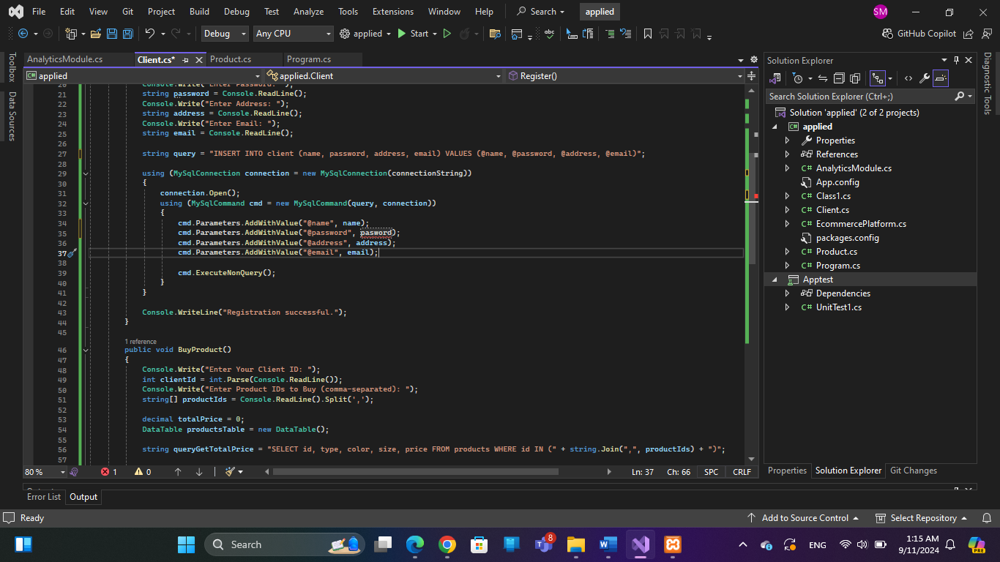 File Edit View Git Project Build Debug Test Analyze Tools Extensions Window Help Search applied SM
Debug Any CPU applied Start GitHub Copilot
Toolbox
Data Sources
AnalyticsModule.cs Client.cs* Product.cs Program.cs
applied applied.Client Register()
20 Console.Write("Enter Password: ");
21 string password = Console.ReadLine();
22 Console.Write("Enter Address: ");
23 string address = Console.ReadLine();
24 Console.Write("Enter Email: ");
25 string email = Console.ReadLine();
26
27 string query = "INSERT INTO client (name, password, address, email) VALUES (@name, @password, @address, @email)";
28
29 using (MySqlConnection connection = new MySqlConnection(connectionString))
30 {
31 connection.Open();
32 using (MySqlCommand cmd = new MySqlCommand(query, connection))
33 {
34 cmd.Parameters.AddWithValue("@name", name);
35 cmd.Parameters.AddWithValue("@password", pasword);
36 cmd.Parameters.AddWithValue("@address", address);
37 cmd.Parameters.AddWithValue("@email", email);
38
39 cmd.ExecuteNonQuery();
40 }
41 }
42
43 Console.WriteLine("Registration successful.");
44 }
45
1 reference
46 public void BuyProduct()
47 {
48 Console.Write("Enter Your Client ID: ");
49 int clientId = int.Parse(Console.ReadLine());
50 Console.Write("Enter Product IDs to Buy (comma-separated): ");
51 string[] productIds = Console.ReadLine().Split(',');
52
53 decimal totalPrice = 0;
54 DataTable productsTable = new DataTable();
55
56 string queryGetTotalPrice = "SELECT id, type, color, size, price FROM products WHERE id IN (" + string.Join(",", productIds) + ")";
57
80 % 1 0 Ln: 37 Ch: 66 SPC CRLF
Solution Explorer
Search Solution Explorer (Ctrl+;)
Solution 'applied' (2 of 2 projects)
C# applied
Properties
References
C# AnalyticsModule.cs
App.config
C# Class1.cs
C# Client.cs
C# EcommercePlatform.cs
packages.config
C# Product.cs
C# Program.cs
Apptest
Dependencies
C# UnitTest1.cs
Properties Solution Explorer Git Changes
Diagnostic Tools
Error List Output
Ready Add to Source Control Select Repository
Search 8 ENG 1:15 AM
9/11/2024 PRE